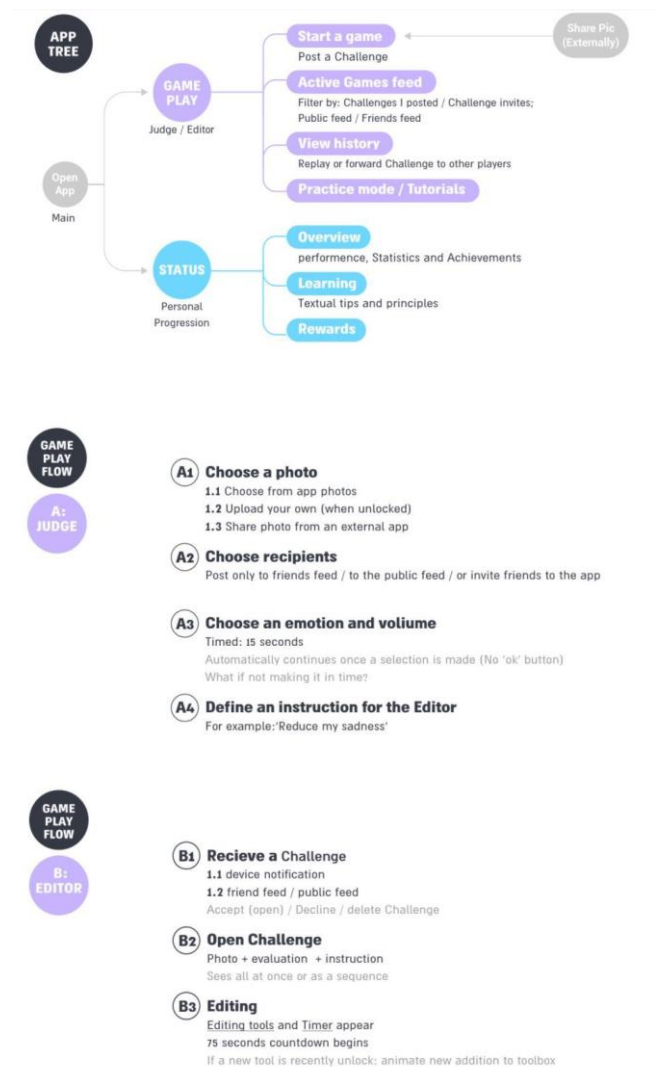 APP
TREE
Share Pic
(Externally)
Start a game
Post a Challenge
GAME
PLAY
Judge / Editor
Active Games feed
Filter by: Challenges I posted / Challenge invites;
Public feed / Friends feed
View history
Replay or forward Challenge to other players
Practice mode / Tutorials
Open
App
Main
STATUS
Personal
Progression
Overview
performence, Statistics and Achievements
Learning
Textual tips and principles
Rewards
GAME
PLAY
FLOW
A:
JUDGE
A1 Choose a photo
1.1 Choose from app photos
1.2 Upload your own (when unlocked)
1.3 Share photo from an external app
A2 Choose recipients
Post only to friends feed / to the public feed / or invite friends to the app
A3 Choose an emotion and voliume
Timed: 15 seconds
Automatically continues once a selection is made (No 'ok' button)
What if not making it in time?
A4 Define an instruction for the Editor
For example:'Reduce my sadness'
GAME
PLAY
FLOW
B:
EDITOR
B1 Recieve a Challenge
1.1 device notification
1.2 friend feed / public feed
Accept (open) / Decline / delete Challenge
B2 Open Challenge
Photo + evaluation + instruction
Sees all at once or as a sequence
B3 Editing
Editing tools and Timer appear
75 seconds countdown begins
If a new tool is recently unlock: animate new addition to toolbox